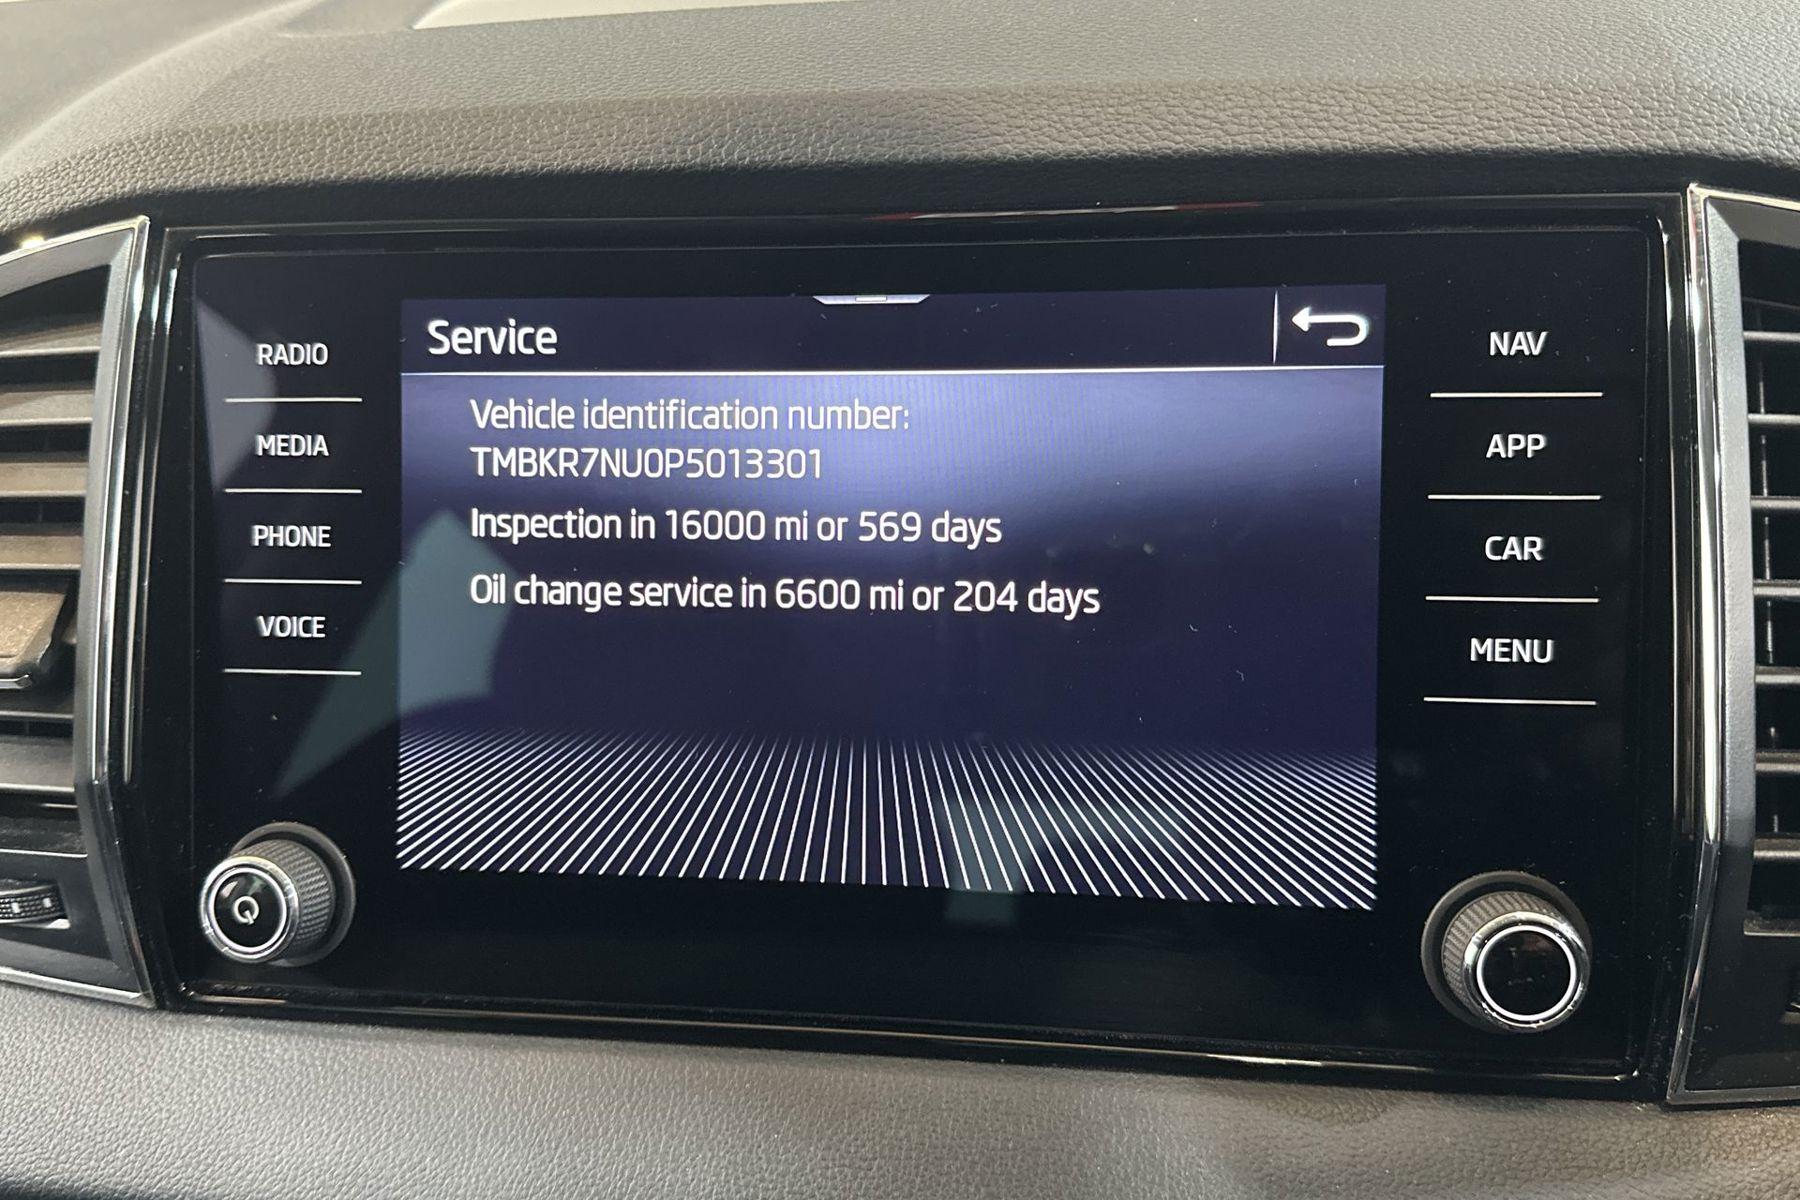 Service
RADIO
MEDIA
PHONE
VOICE
Vehicle identification number:
TMBKR7NU0P5013301
Inspection in 16000 mi or 569 days
Oil change service in 6600 mi or 204 days
NAV
APP
CAR
MENU